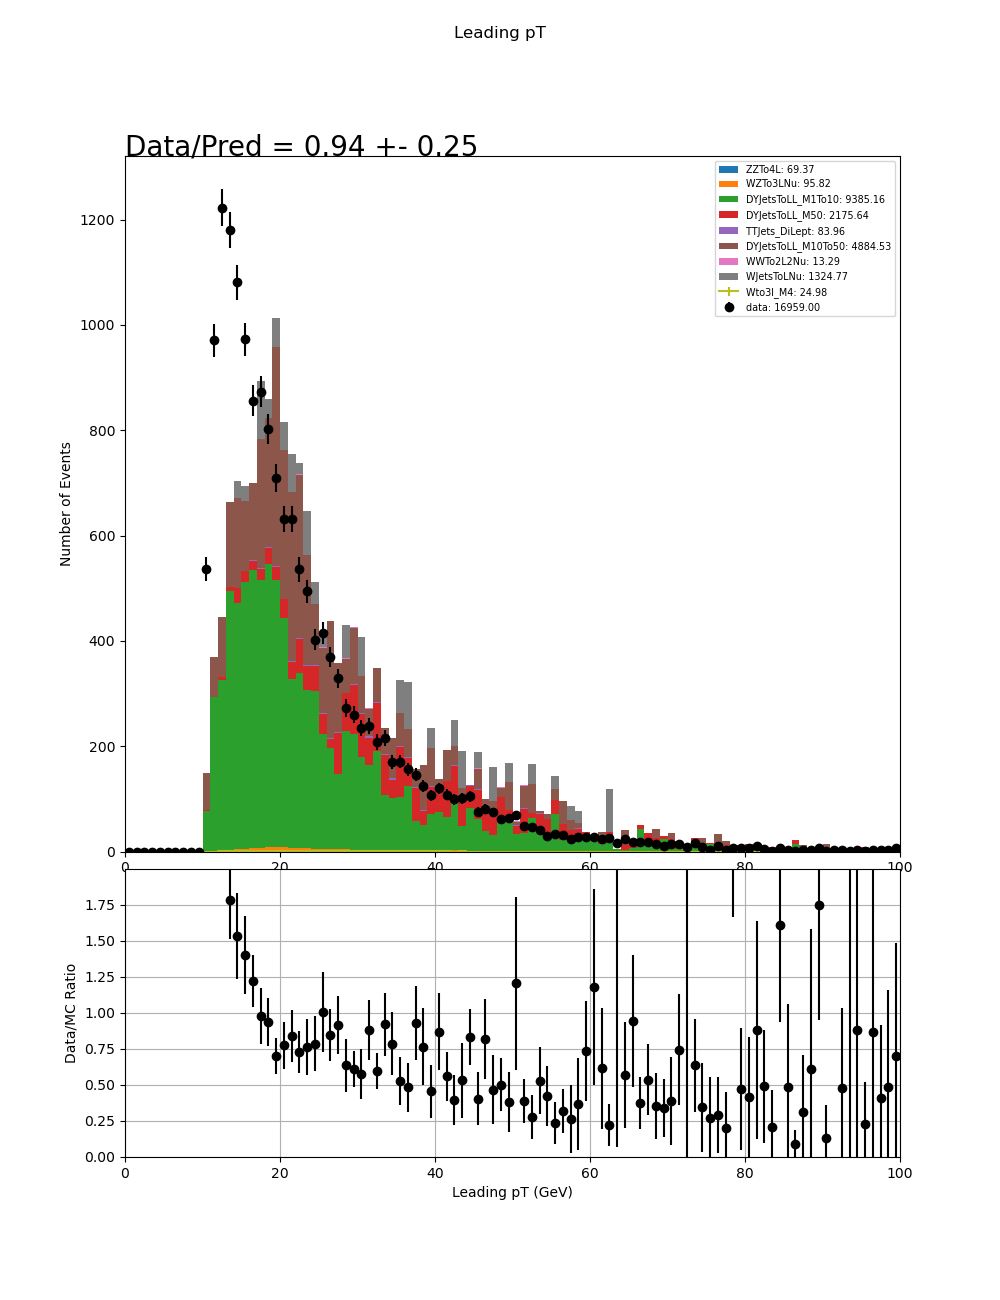 Leading pT
Data/Pred = 0.94 +- 0.25
ZZTo4L: 69.37
WZTo3LNu: 95.82
DYJetsToLL_M1To10: 9385.16
DYJetsToLL_M50: 2175.64
TTJets_DiLept: 83.96
DYJetsToLL_M10To50: 4884.53
WWTo2L2Nu: 13.29
WJetsToLNu: 1324.77
Wto3l_M4: 24.98
data: 16959.00
1200
1000
800
600
400
200
0
Number of Events
0 20 40 60 80 100
1.75
1.50
1.25
1.00
0.75
0.50
0.25
0.00
Data/MC Ratio
0 20 40 60 80 100
Leading pT (GeV)